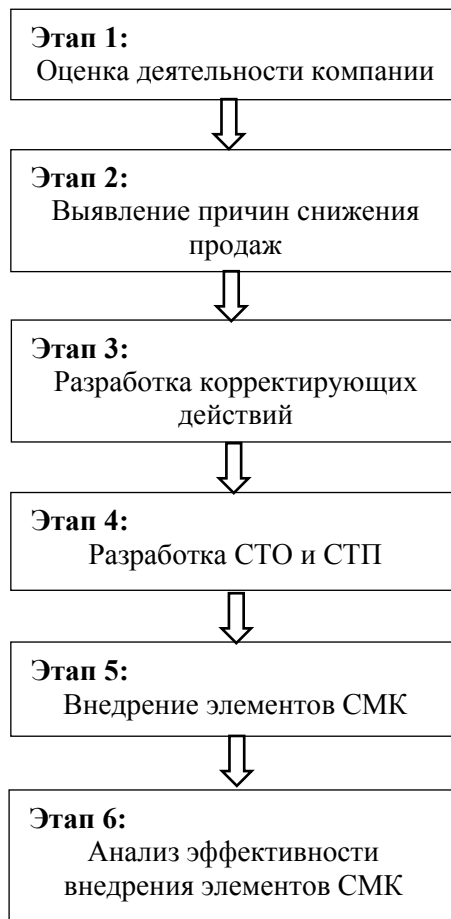 Этап 1:
Оценка деятельности компании
Этап 2:
Выявление причин снижения
продаж
Этап 3:
Разработка корректирующих
действий
Этап 4:
Разработка СТО и СТП
Этап 5:
Внедрение элементов СМК
Этап 6:
Анализ эффективности
внедрения элементов СМК